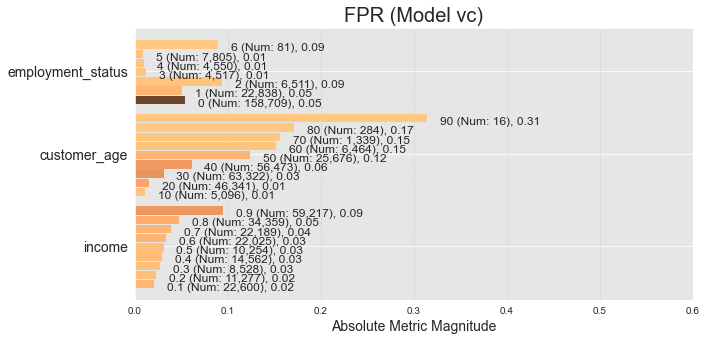 FPR (Model vc)
employment_status
6 (Num: 81), 0.09
5 (Num: 7,805), 0.01
4 (Num: 4,550), 0.01
3 (Num: 4,517), 0.01
2 (Num: 6,511), 0.09
1 (Num: 22,838), 0.05
0 (Num: 158,709), 0.05
customer_age
90 (Num: 16), 0.31
80 (Num: 284), 0.17
70 (Num: 1,339), 0.15
60 (Num: 6,464), 0.15
50 (Num: 25,676), 0.12
40 (Num: 56,473), 0.06
30 (Num: 63,322), 0.03
20 (Num: 46,341), 0.01
10 (Num: 5,096), 0.01
income
0.9 (Num: 59,217), 0.09
0.8 (Num: 34,359), 0.05
0.7 (Num: 22,189), 0.04
0.6 (Num: 22,025), 0.03
0.5 (Num: 10,254), 0.03
0.4 (Num: 14,562), 0.03
0.3 (Num: 8,528), 0.03
0.2 (Num: 11,277), 0.02
0.1 (Num: 22,600), 0.02
0.0 0.1 0.2 0.3 0.4 0.5 0.6
Absolute Metric Magnitude